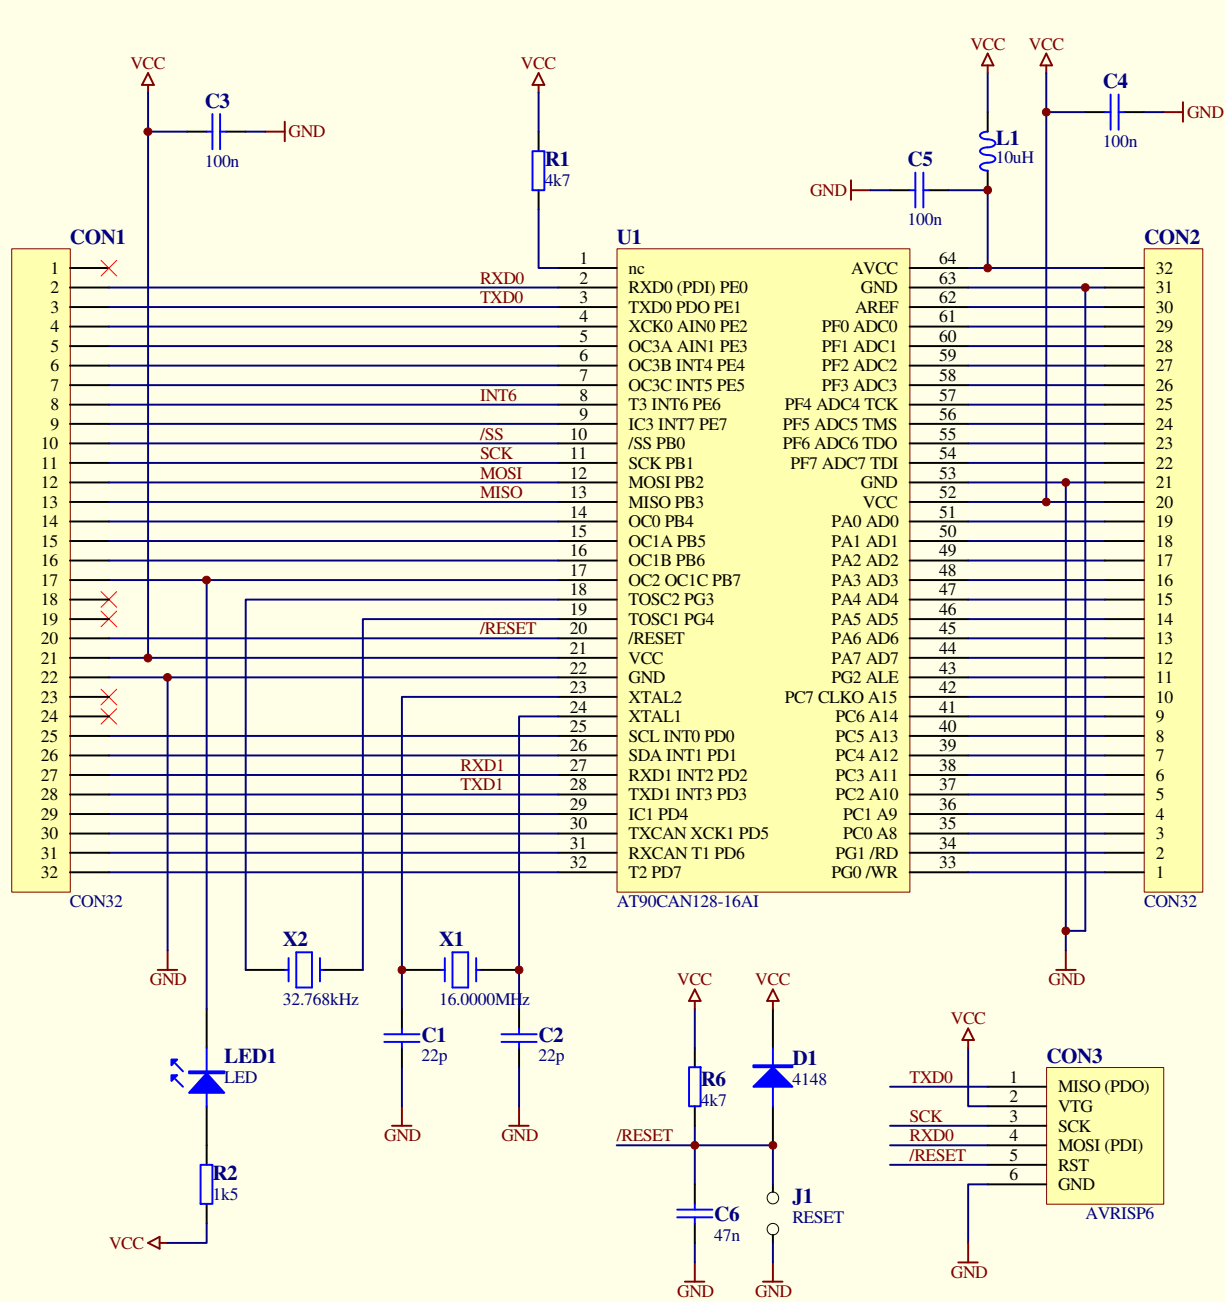 VCC
C3
100n
GND
VCC
R1
4k7
VCC
VCC
C4
100n
GND
L1
10uH
C5
100n
GND
CON1
1
2
3
4
5
6
7
8
9
10
11
12
13
14
15
16
17
18
19
20
21
22
23
24
25
26
27
28
29
30
31
32
CON32
RXD0
TXD0
INT6
/SS
SCK
MOSI
MISO
/RESET
RXD1
TXD1
U1
1 nc
2 RXD0 (PDI) PE0
3 TXD0 PDO PE1
4 XCK0 AIN0 PE2
5 OC3A AIN1 PE3
6 OC3B INT4 PE4
7 OC3C INT5 PE5
8 T3 INT6 PE6
9 IC3 INT7 PE7
10 /SS PB0
11 SCK PB1
12 MOSI PB2
13 MISO PB3
14 OC0 PB4
15 OC1A PB5
16 OC1B PB6
17 OC2 OC1C PB7
18 TOSC2 PG3
19 TOSC1 PG4
20 /RESET
21 VCC
22 GND
23 XTAL2
24 XTAL1
25 SCL INT0 PD0
26 SDA INT1 PD1
27 RXD1 INT2 PD2
28 TXD1 INT3 PD3
29 IC1 PD4
30 TXCAN XCK1 PD5
31 RXCAN T1 PD6
32 T2 PD7
AVCC 64
GND 63
AREF 62
PF0 ADC0 61
PF1 ADC1 60
PF2 ADC2 59
PF3 ADC3 58
PF4 ADC4 TCK 57
PF5 ADC5 TMS 56
PF6 ADC6 TDO 55
PF7 ADC7 TDI 54
GND 53
VCC 52
PA0 AD0 51
PA1 AD1 50
PA2 AD2 49
PA3 AD3 48
PA4 AD4 47
PA5 AD5 46
PA6 AD6 45
PA7 AD7 44
PG2 ALE 43
PC7 CLKO A15 42
PC6 A14 41
PC5 A13 40
PC4 A12 39
PC3 A11 38
PC2 A10 37
PC1 A9 36
PC0 A8 35
PG1 /RD 34
PG0 /WR 33
AT90CAN128-16AI
CON2
32
31
30
29
28
27
26
25
24
23
22
21
20
19
18
17
16
15
14
13
12
11
10
9
8
7
6
5
4
3
2
1
CON32
GND
X2
32.768kHz
X1
16.0000MHz
C1
22p
GND
C2
22p
GND
LED1
LED
R2
1k5
VCC
VCC
VCC
R6
4k7
D1
4148
/RESET
C6
47n
J1
RESET
GND
GND
GND
VCC
CON3
TXD0 1 MISO (PDO)
2 VTG
SCK 3 SCK
RXD0 4 MOSI (PDI)
/RESET 5 RST
6 GND
AVRISP6
GND